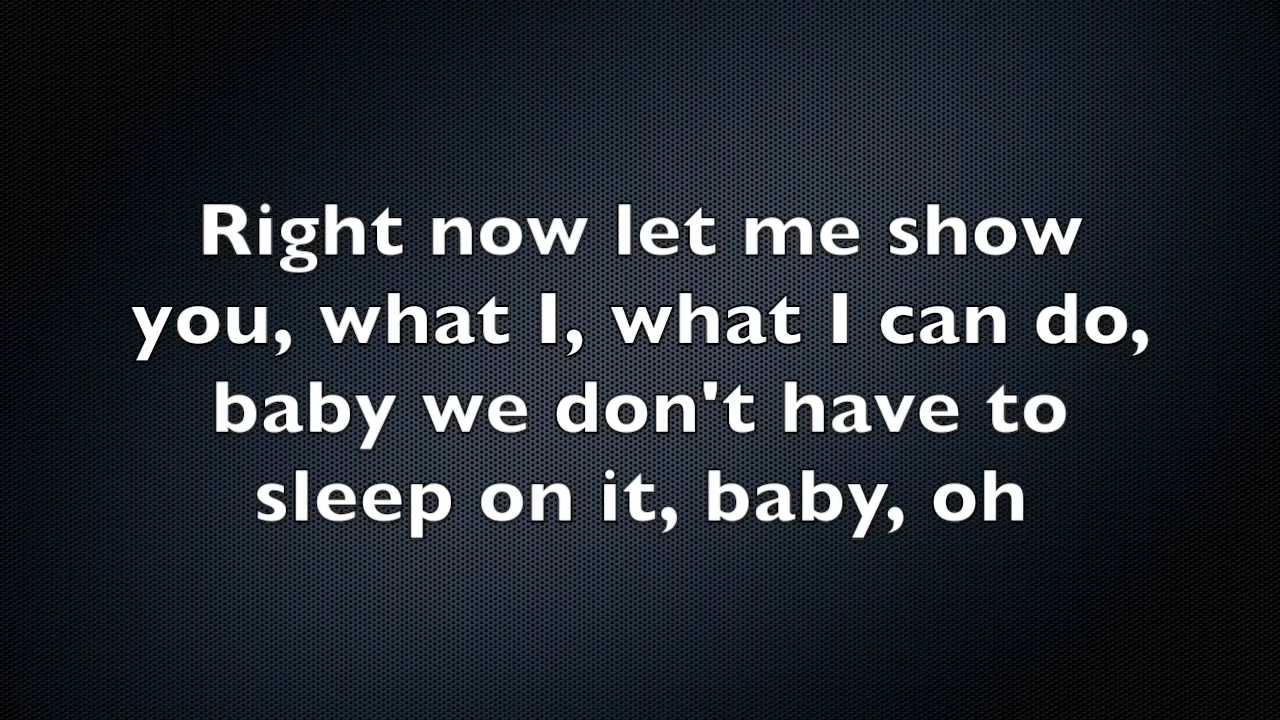 Right now let me show
you, what I, what I can do,
baby we don't have to
sleep on it, baby, oh